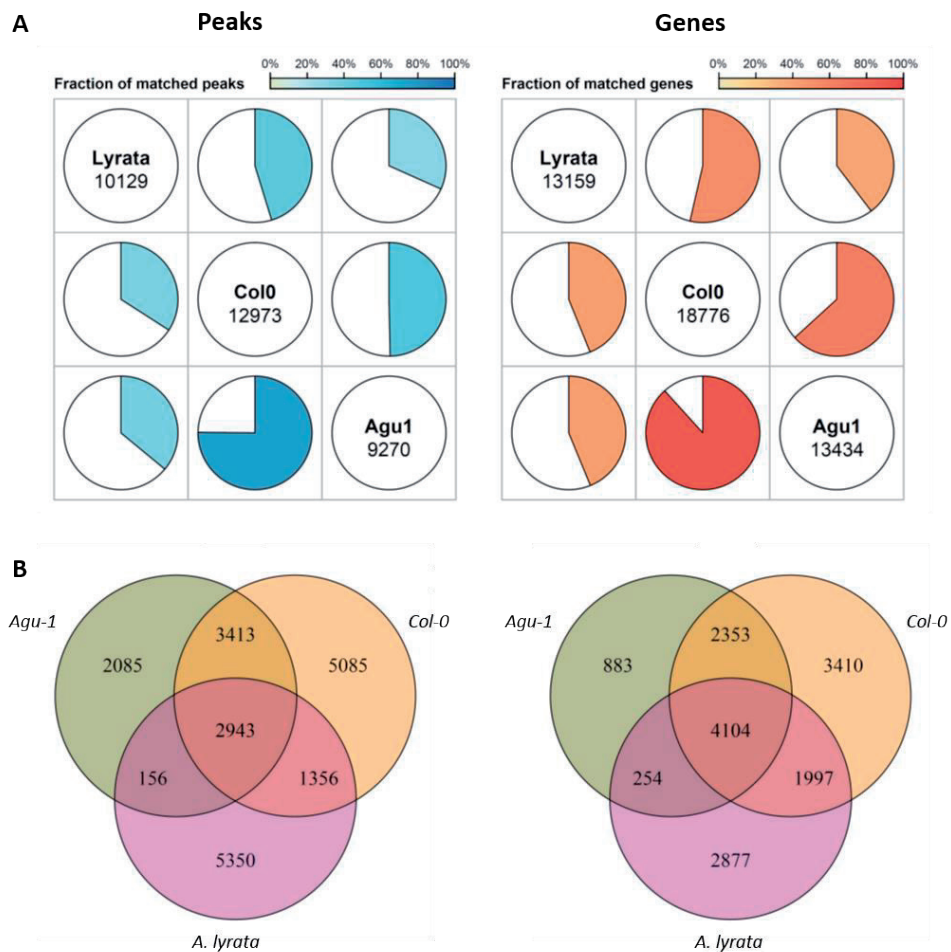 A
Peaks
Genes
0% 20% 40% 60% 80% 100%
Fraction of matched peaks
0% 20% 40% 60% 80% 100%
Fraction of matched genes
Lyrata
10129
Lyrata
13159
Col0
12973
Col0
18776
Agu1
9270
Agu1
13434
B
Agu-1
Col-0
3413
2085
5085
2943
156
1356
5350
A. lyrata
Agu-1
Col-0
2353
883
3410
4104
254
1997
2877
A. lyrata